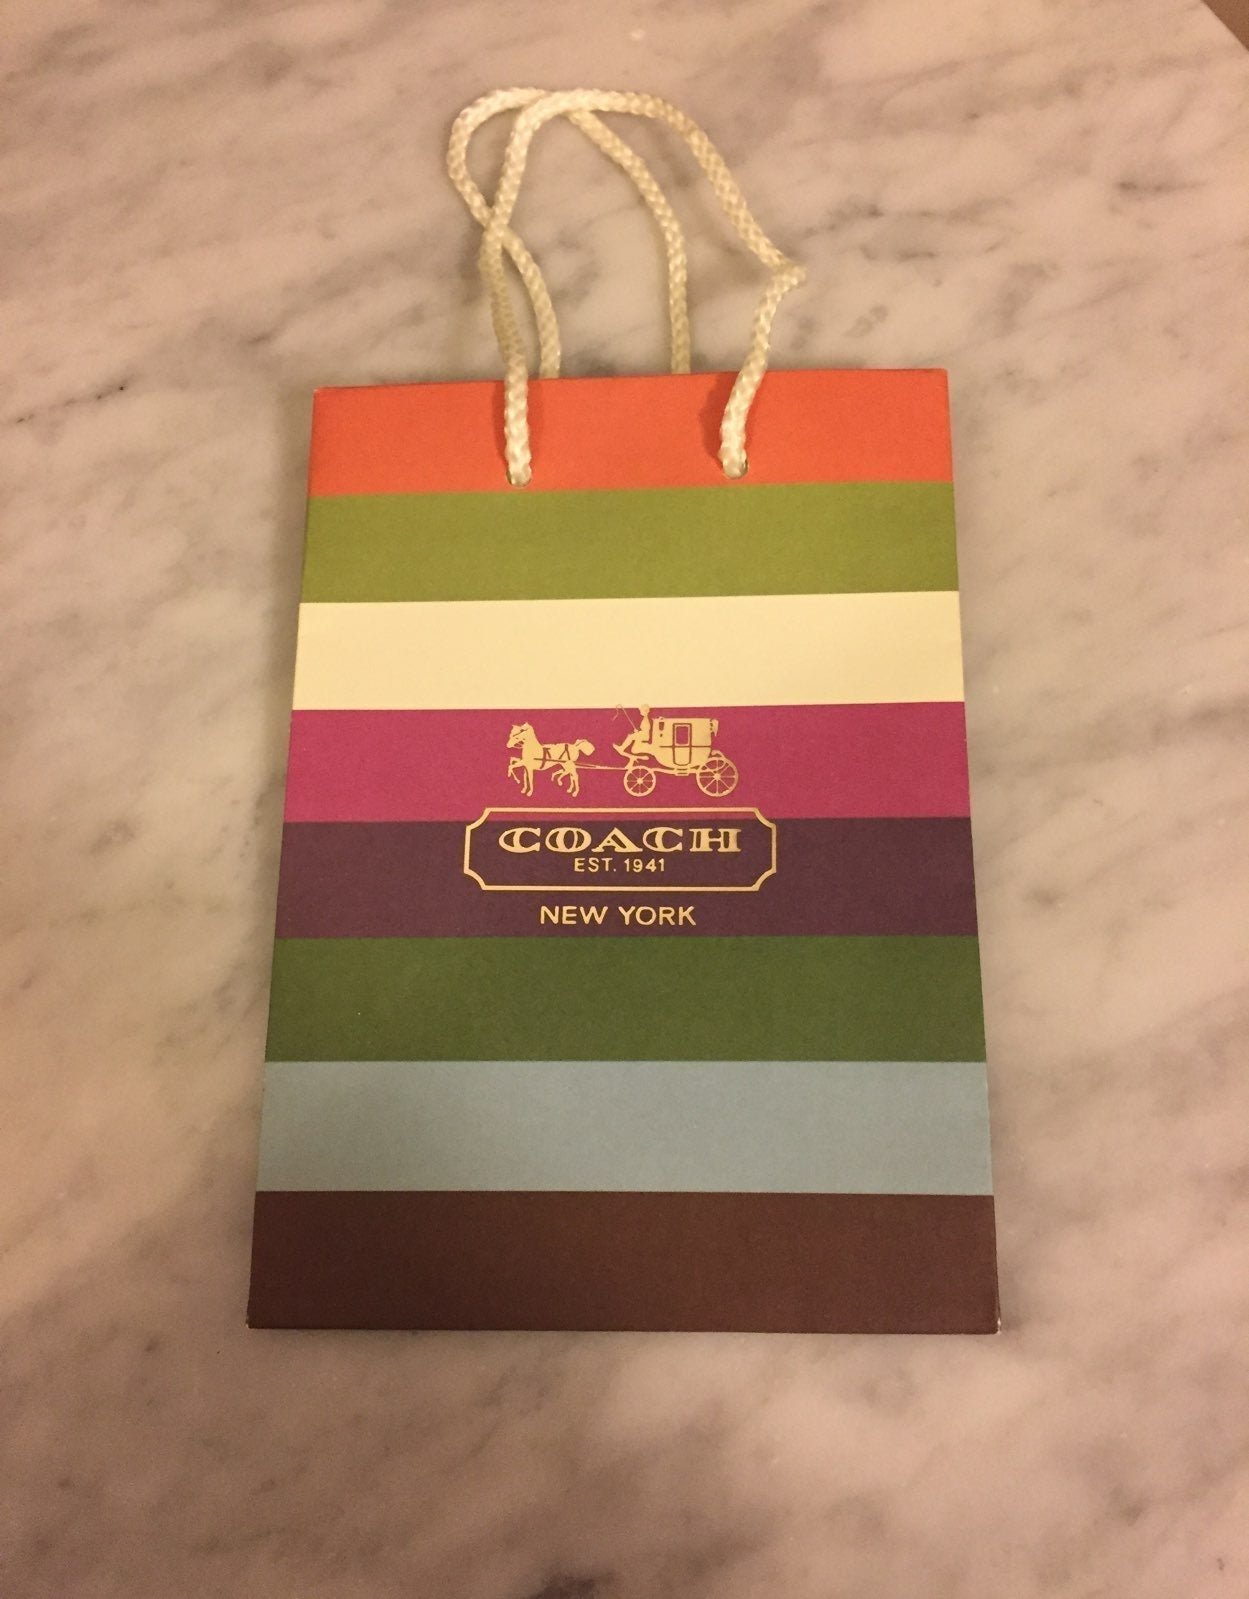 COACH
EST. 1941
NEW YORK